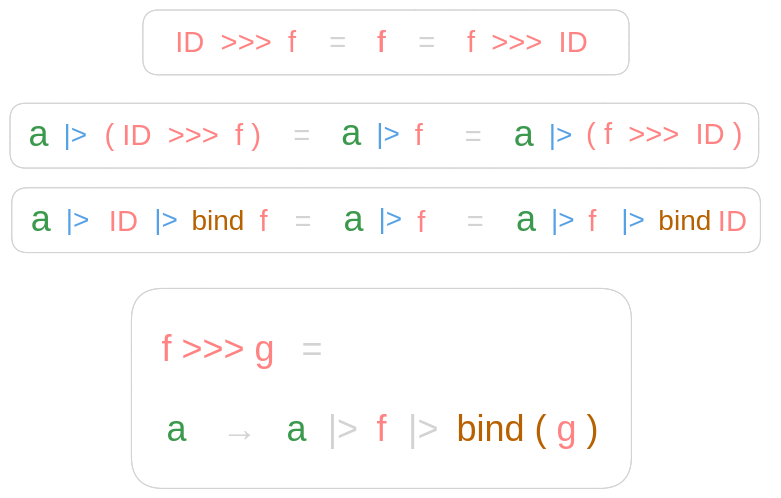 ID >>> f = f = f >>> ID
a |> ( ID >>> f ) = a |> f = a |> ( f >>> ID )
a |> ID |> bind f = a |> f = a |> f |> bind ID
f >>> g =
a → a |> f |> bind ( g )